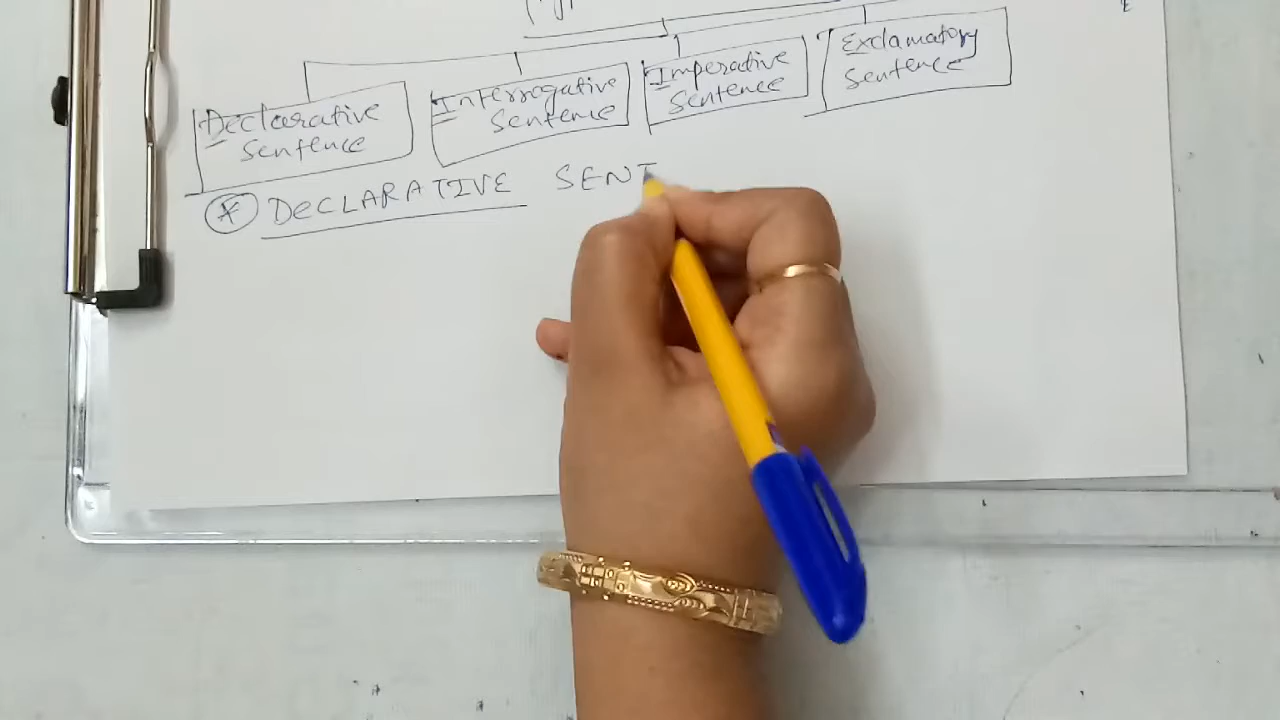 Declarative
Sentence
Interrogative
Sentence
Imperative
Sentence
Exclamatory
Sentence
* DECLARATIVE SENT